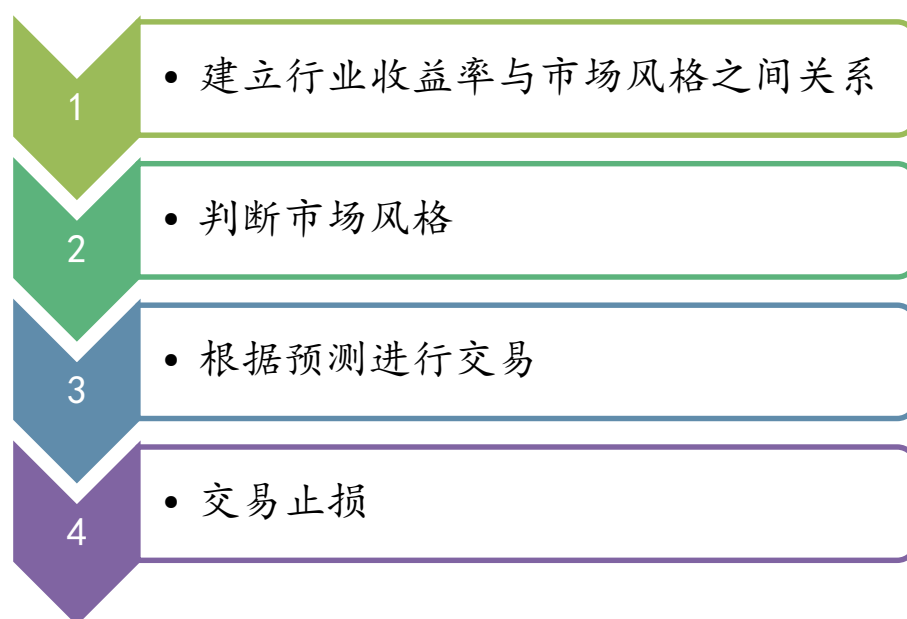 1
• 建立行业收益率与市场风格之间关系
2
• 判断市场风格
3
• 根据预测进行交易
4
• 交易止损